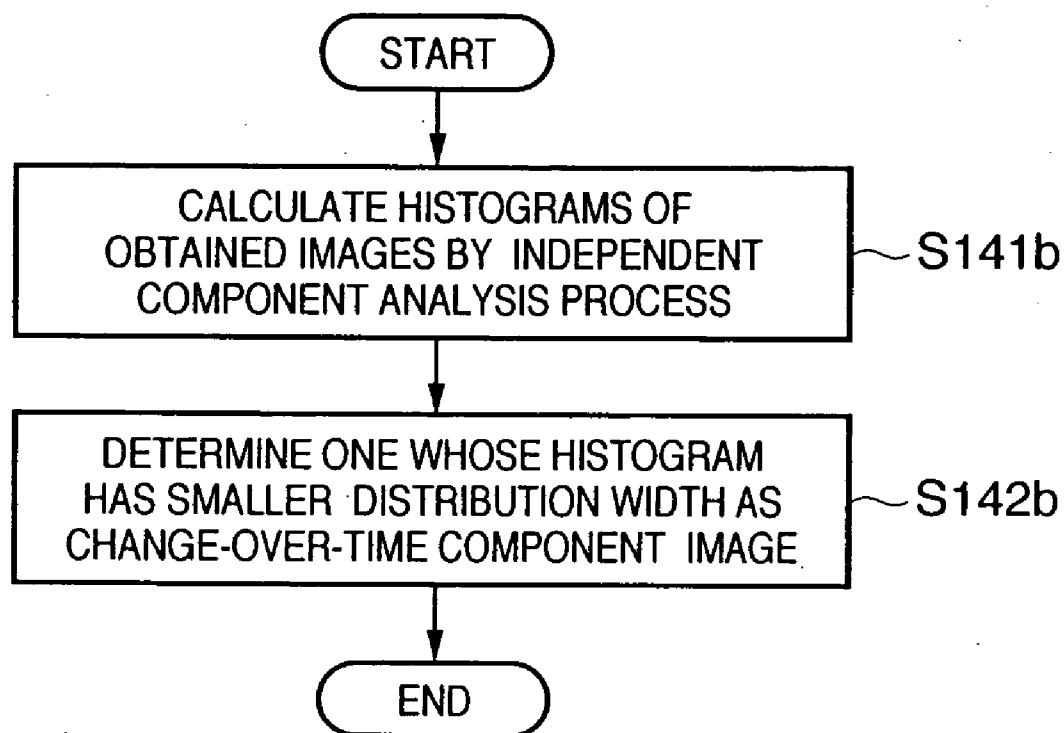 START
CALCULATE HISTOGRAMS OF
OBTAINED IMAGES BY INDEPENDENT
COMPONENT ANALYSIS PROCESS
S141b
DETERMINE ONE WHOSE HISTOGRAM
HAS SMALLER DISTRIBUTION WIDTH AS
CHANGE-OVER-TIME COMPONENT IMAGE
S142b
END